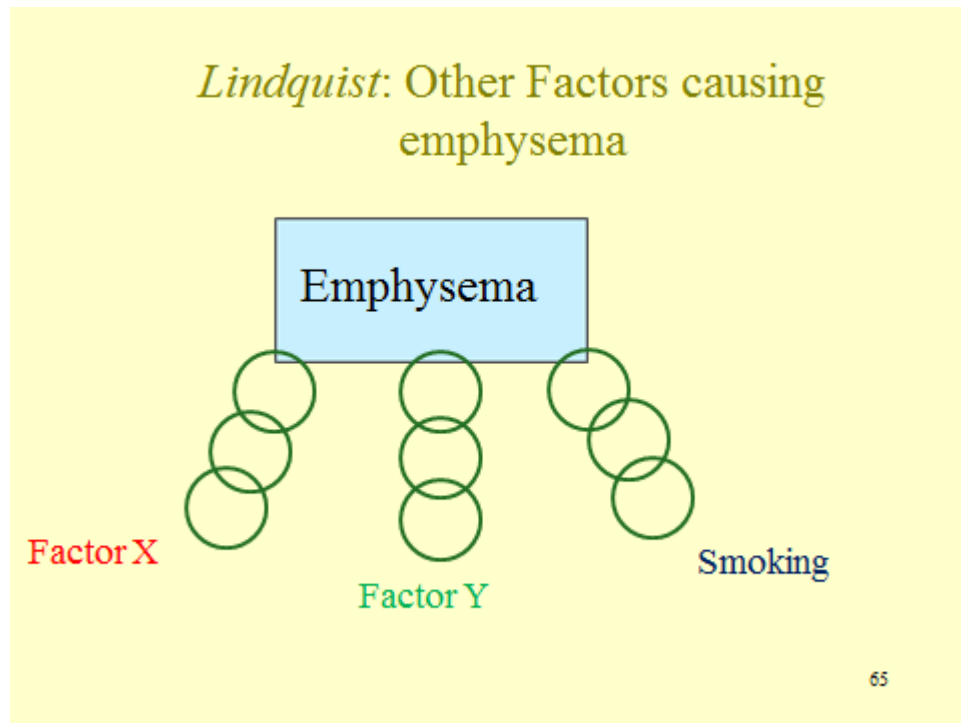 Lindquist: Other Factors causing
emphysema
Emphysema
Factor X
Factor Y
Smoking
65